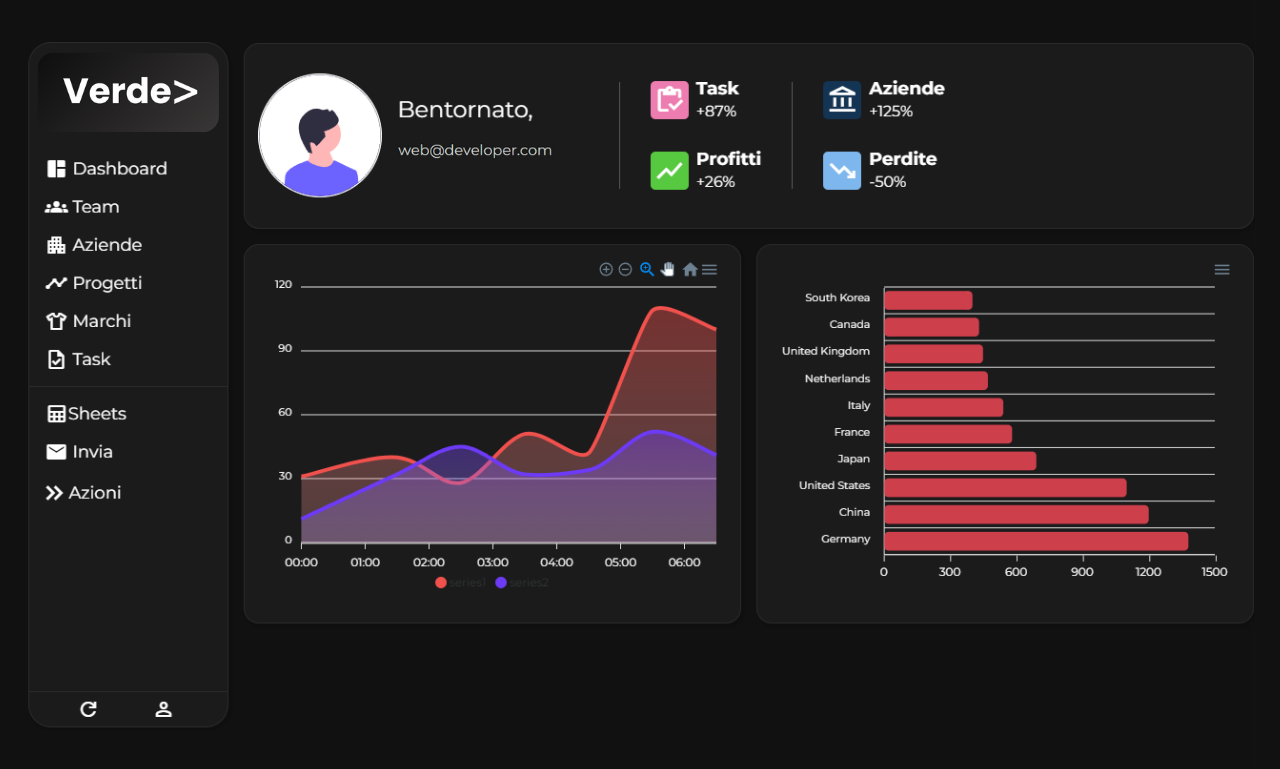 Verde>
Dashboard
Team
Aziende
Progetti
Marchi
Task
Sheets
Invia
Azioni
Bentornato,
web@developer.com
Task
+87%
Profitti
+26%
Aziende
+125%
Perdite
-50%
120
90
60
30
0
00:00 01:00 02:00 03:00 04:00 05:00 06:00
series1 series2
South Korea
Canada
United Kingdom
Netherlands
Italy
France
Japan
United States
China
Germany
0 300 600 900 1200 1500